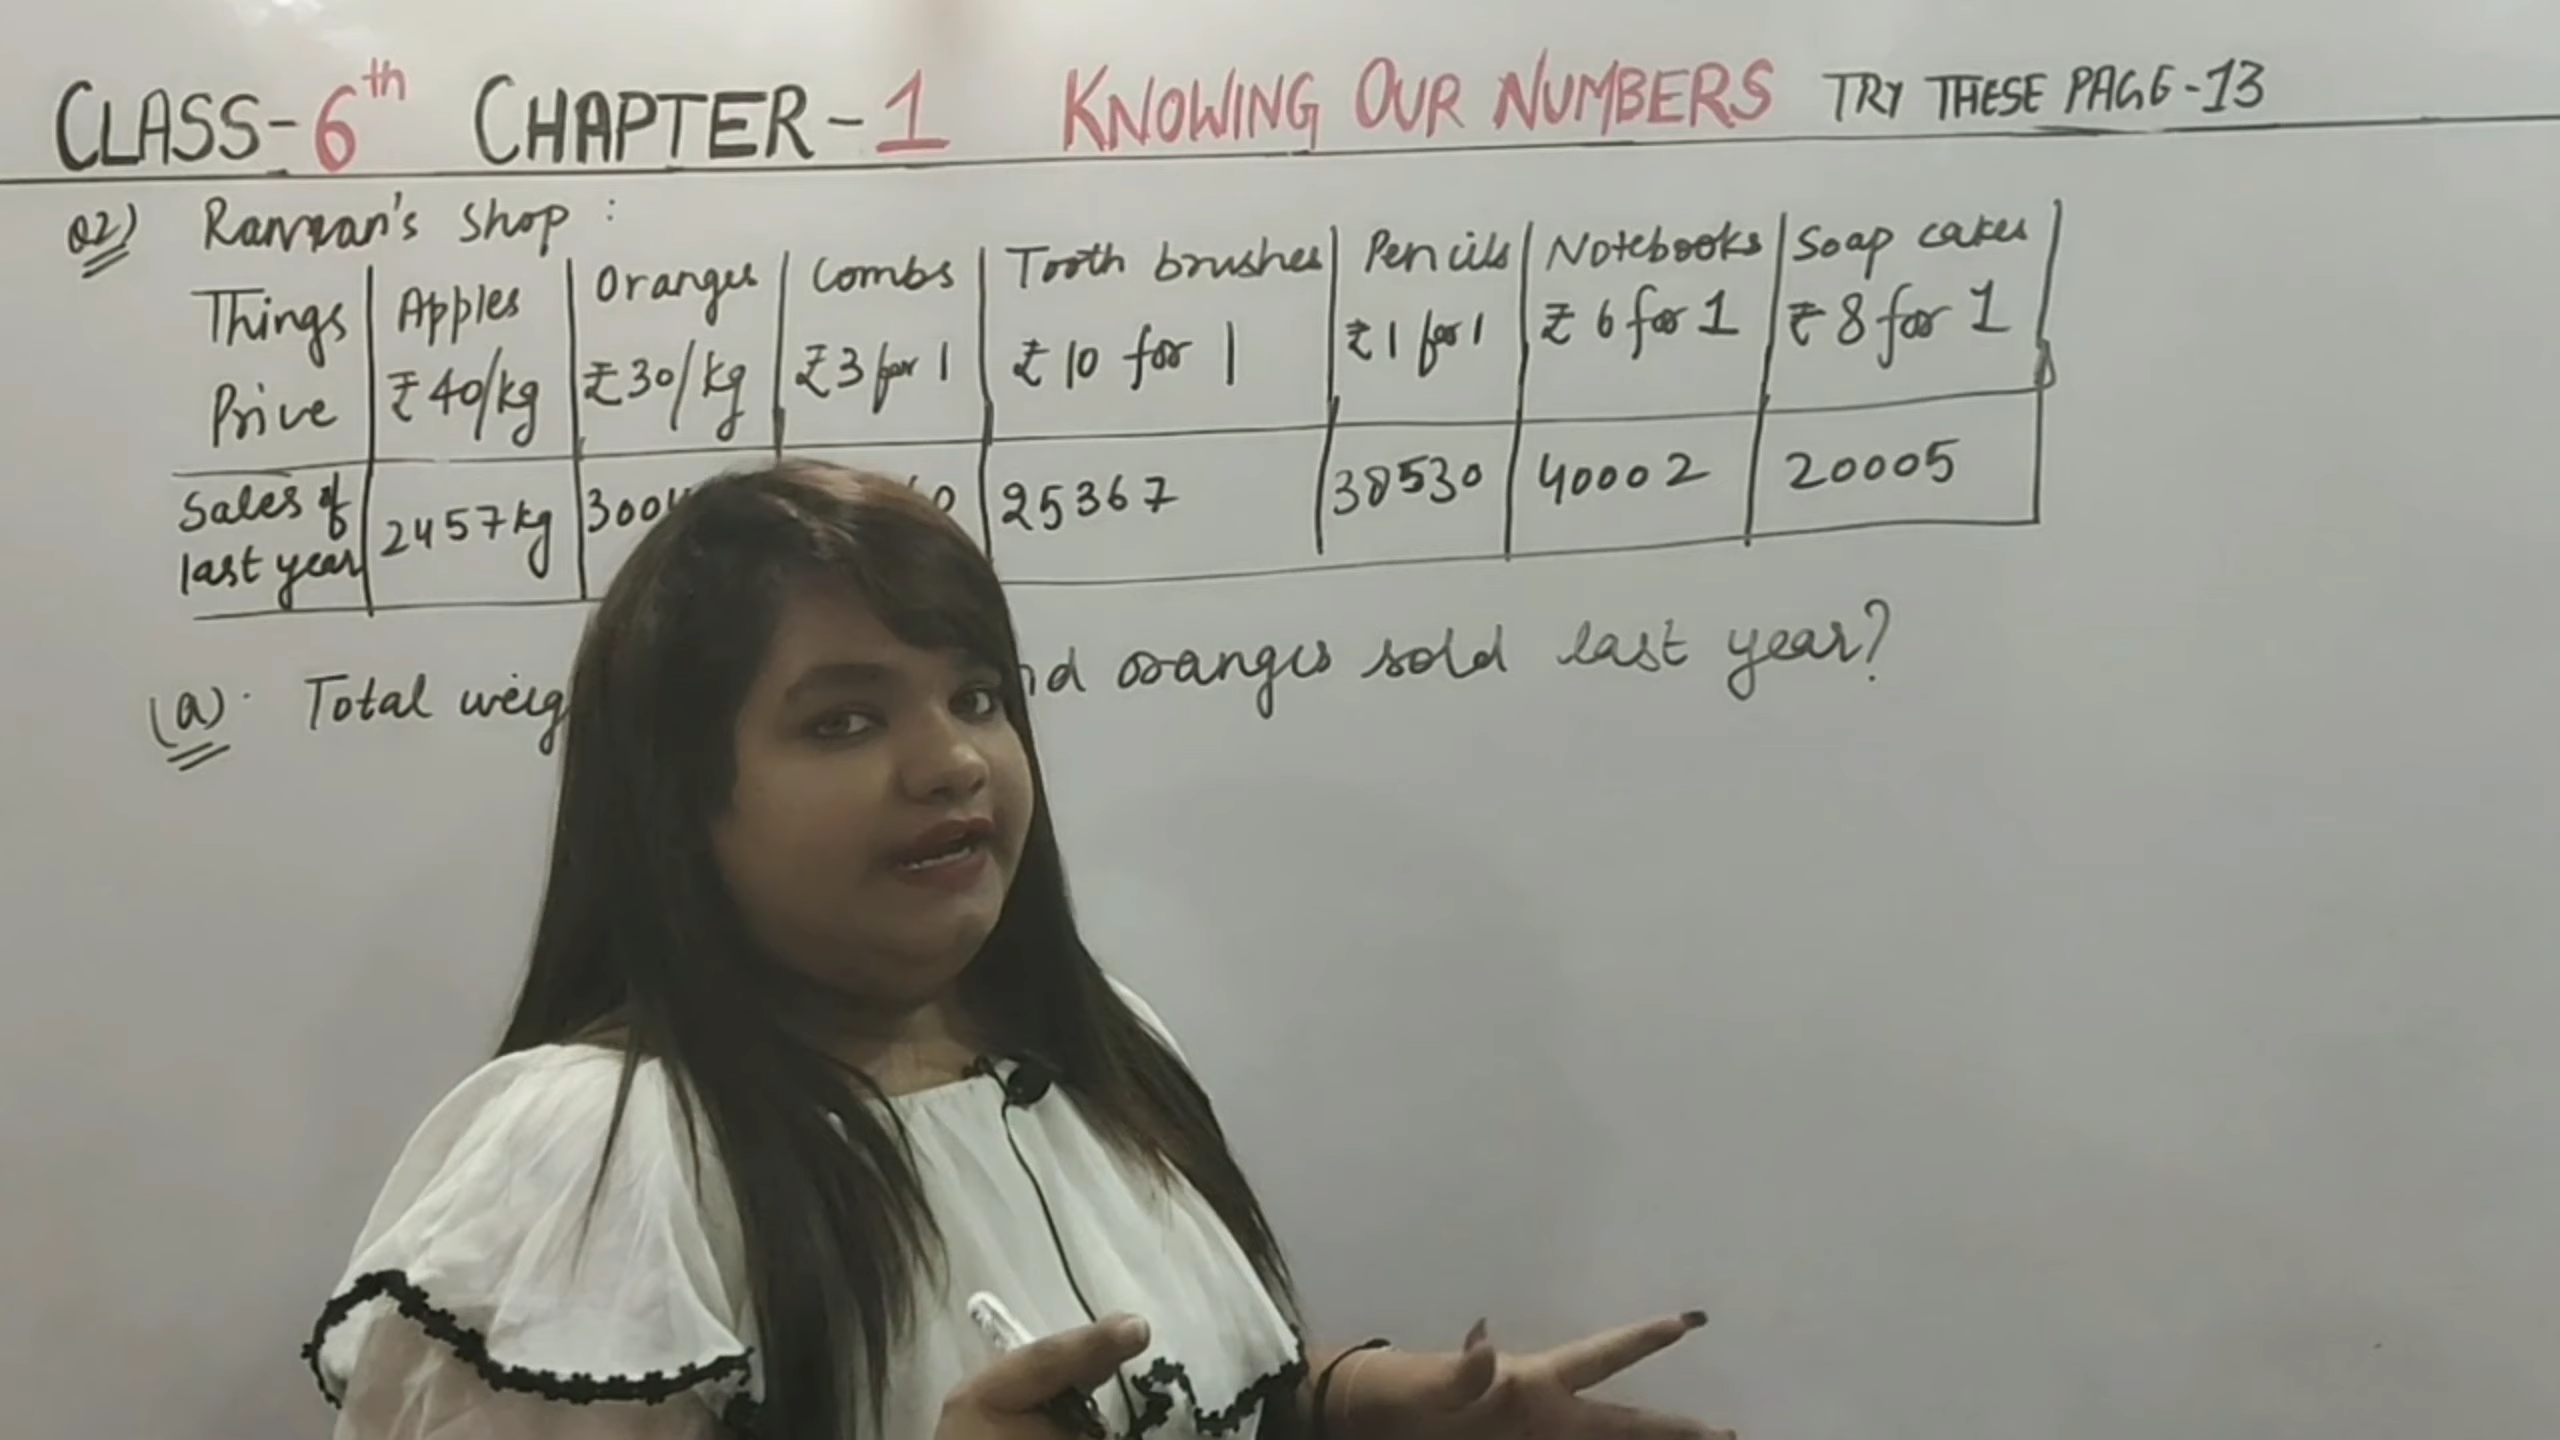 CLASS-6th CHAPTER-1 KNOWING OUR NUMBERS TRY THESE PAGE-13
Q2) Raman's Shop :
Things Apples Oranges Combs Tooth brushes Pencils Notebooks Soap cakes
Price ₹40/kg ₹30/kg ₹3 for 1 ₹10 for 1 ₹1 for 1 ₹6 for 1 ₹8 for 1
Sales of
last year 2457kg 25367 38530 40002 20005
(a). Total oranges sold last year?